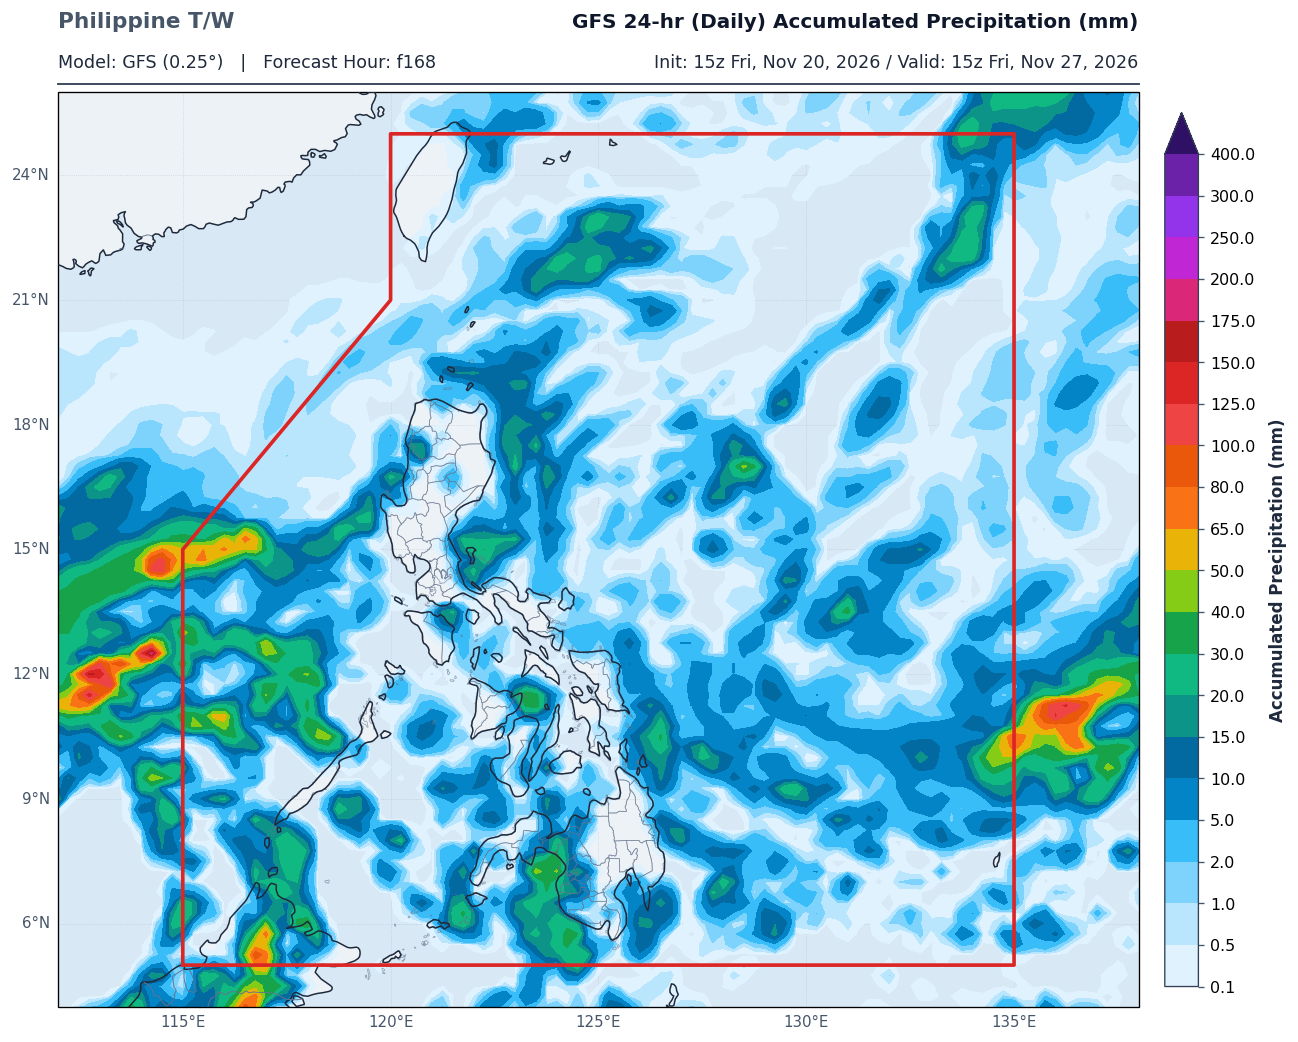 Philippine T/W
GFS 24-hr (Daily) Accumulated Precipitation (mm)
Model: GFS (0.25°) | Forecast Hour: f168
Init: 15z Fri, Nov 20, 2026 / Valid: 15z Fri, Nov 27, 2026
24°N
21°N
18°N
15°N
12°N
9°N
6°N
115°E
120°E
125°E
130°E
135°E
400.0
300.0
250.0
200.0
175.0
150.0
125.0
100.0
80.0
65.0
50.0
40.0
30.0
20.0
15.0
10.0
5.0
2.0
1.0
0.5
0.1
Accumulated Precipitation (mm)